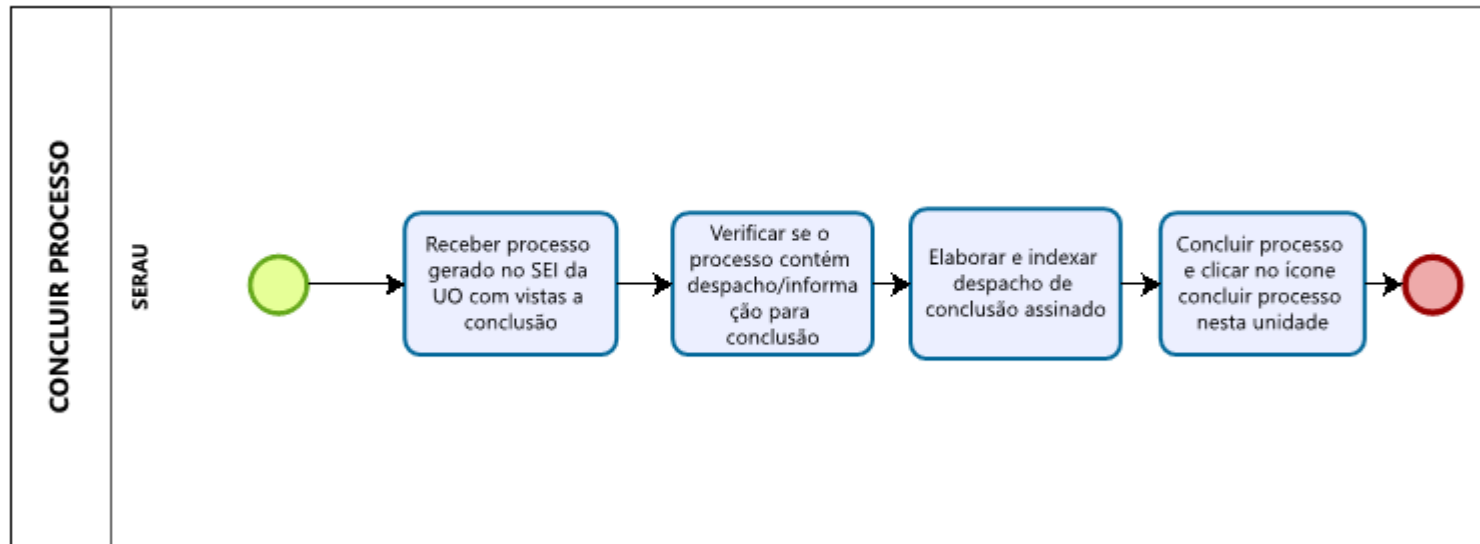 CONCLUIR PROCESSO
SERAU
Receber processo
gerado no SEI da
UO com vistas a
conclusão
Verificar se o
processo contém
despacho/informa
ção para
conclusão
Elaborar e indexar
despacho de
conclusão assinado
Concluir processo
e clicar no ícone
concluir processo
nesta unidade